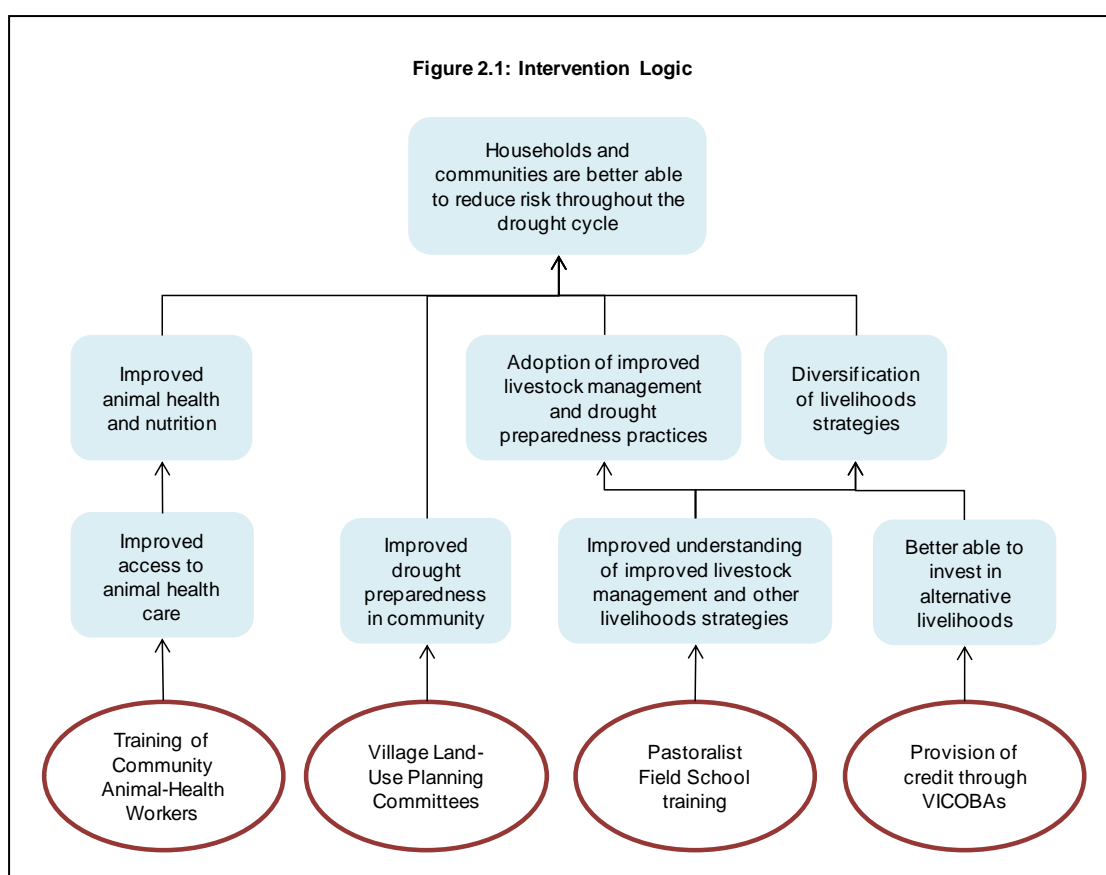 Figure 2.1: Intervention Logic
Households and
communities are better able
to reduce risk throughout the
drought cycle
Improved
animal health
and nutrition
Adoption of improved
livestock management
and drought
preparedness practices
Diversification
of livelihoods
strategies
Improved
access to
animal health
care
Improved
drought
preparedness
in community
Improved understanding
of improved livestock
management and other
livelihoods strategies
Better able to
invest in
alternative
livelihoods
Training of
Community
Animal-Health
Workers
Village Land-
Use Planning
Committees
Pastoralist
Field School
training
Provision of
credit through
VICOBAs